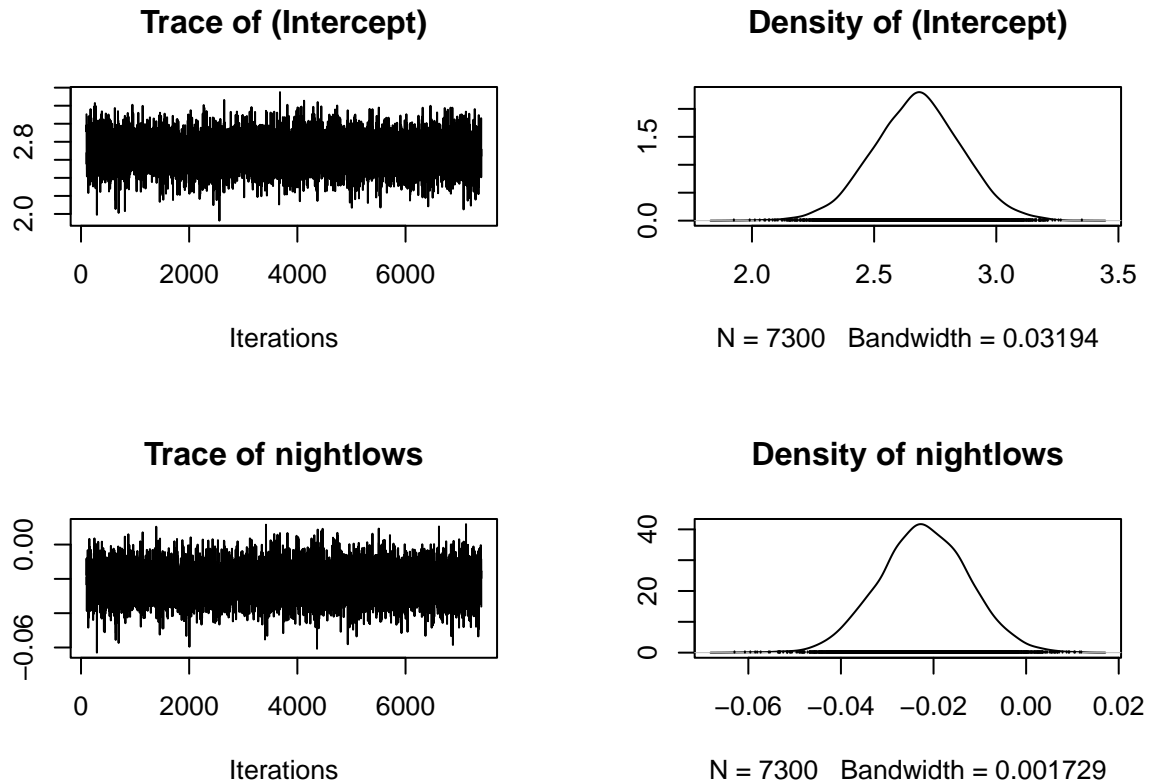 Trace of (Intercept)
2.0 2.8
0 2000 4000 6000
Iterations
Density of (Intercept)
0.0 1.5
2.0 2.5 3.0 3.5
N = 7300 Bandwidth = 0.03194
Trace of nightlows
−0.06 0.00
0 2000 4000 6000
Iterations
Density of nightlows
0 20 40
−0.06 −0.04 −0.02 0.00 0.02
N = 7300 Bandwidth = 0.001729